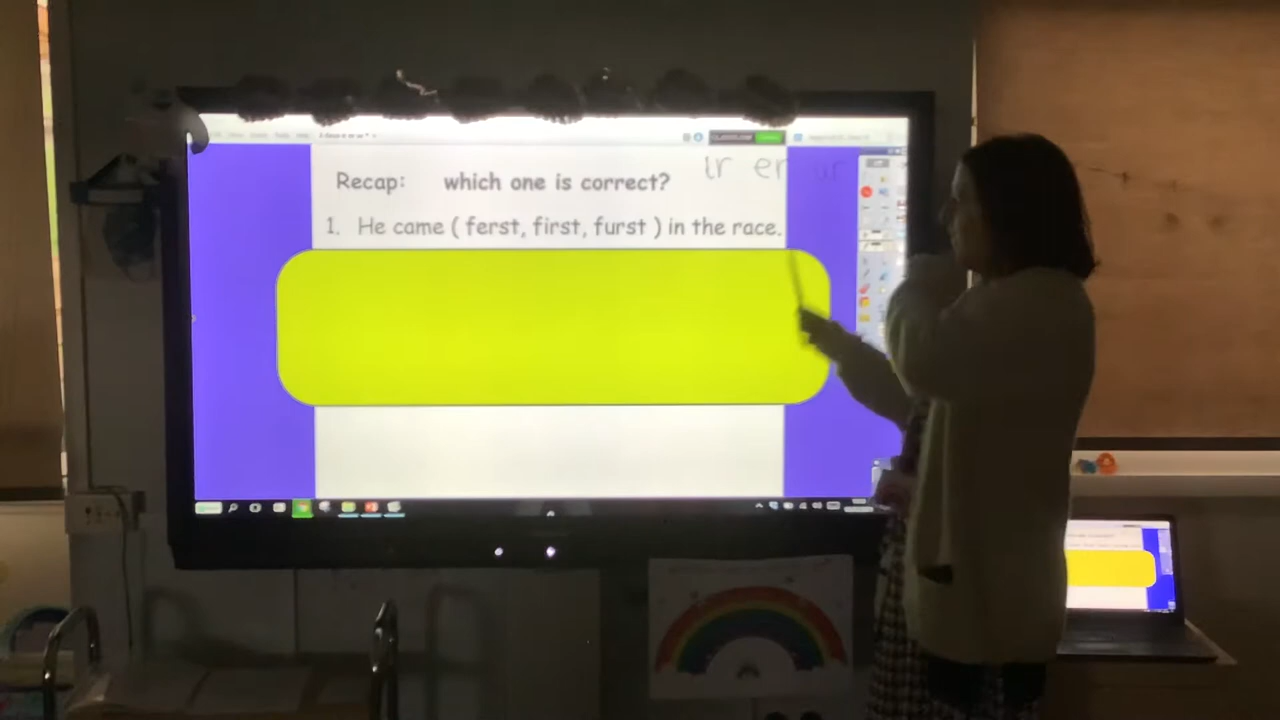 ir er ur
Recap: which one is correct?
1. He came ( ferst, first, furst ) in the race.